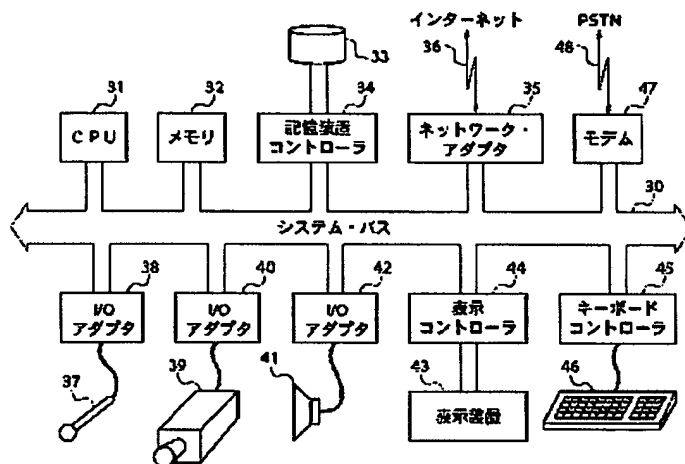 インターネット
PSTN
36
48
33
31
32
34
35
47
CPU
メモリ
記憶装置
コントローラ
ネットワーク・
アダプタ
モデム
30
システム・バス
38
40
42
44
45
I/O
アダプタ
I/O
アダプタ
I/O
アダプタ
表示
コントローラ
キーボード
コントローラ
37
39
41
43
46
表示装置